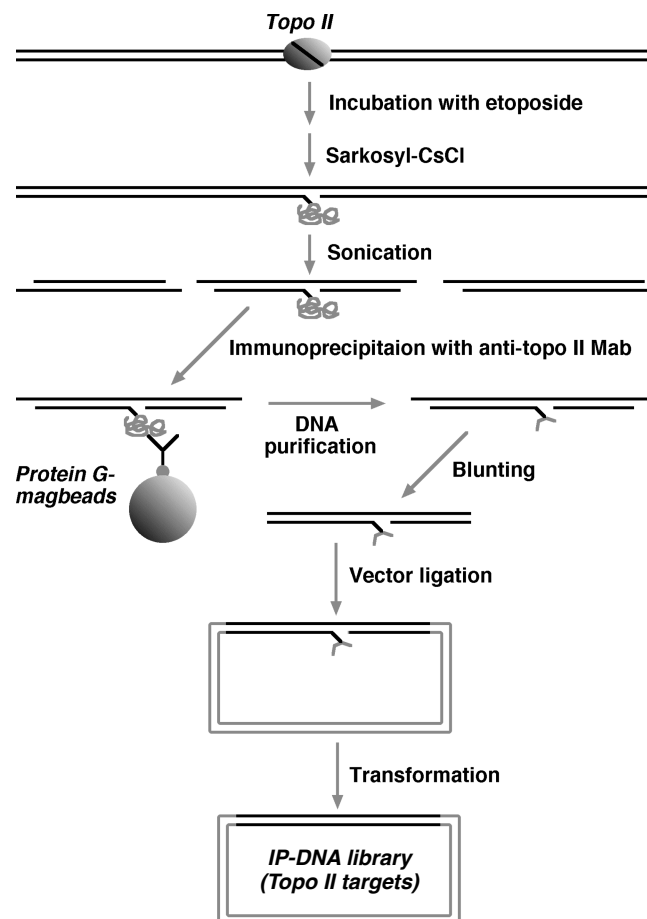 Topo II
Incubation with etoposide
Sarkosyl-CsCl
Sonication
Immunoprecipitaion with anti-topo II Mab
DNA
purification
Protein G-
magbeads
Blunting
Vector ligation
Transformation
IP-DNA library
(Topo II targets)